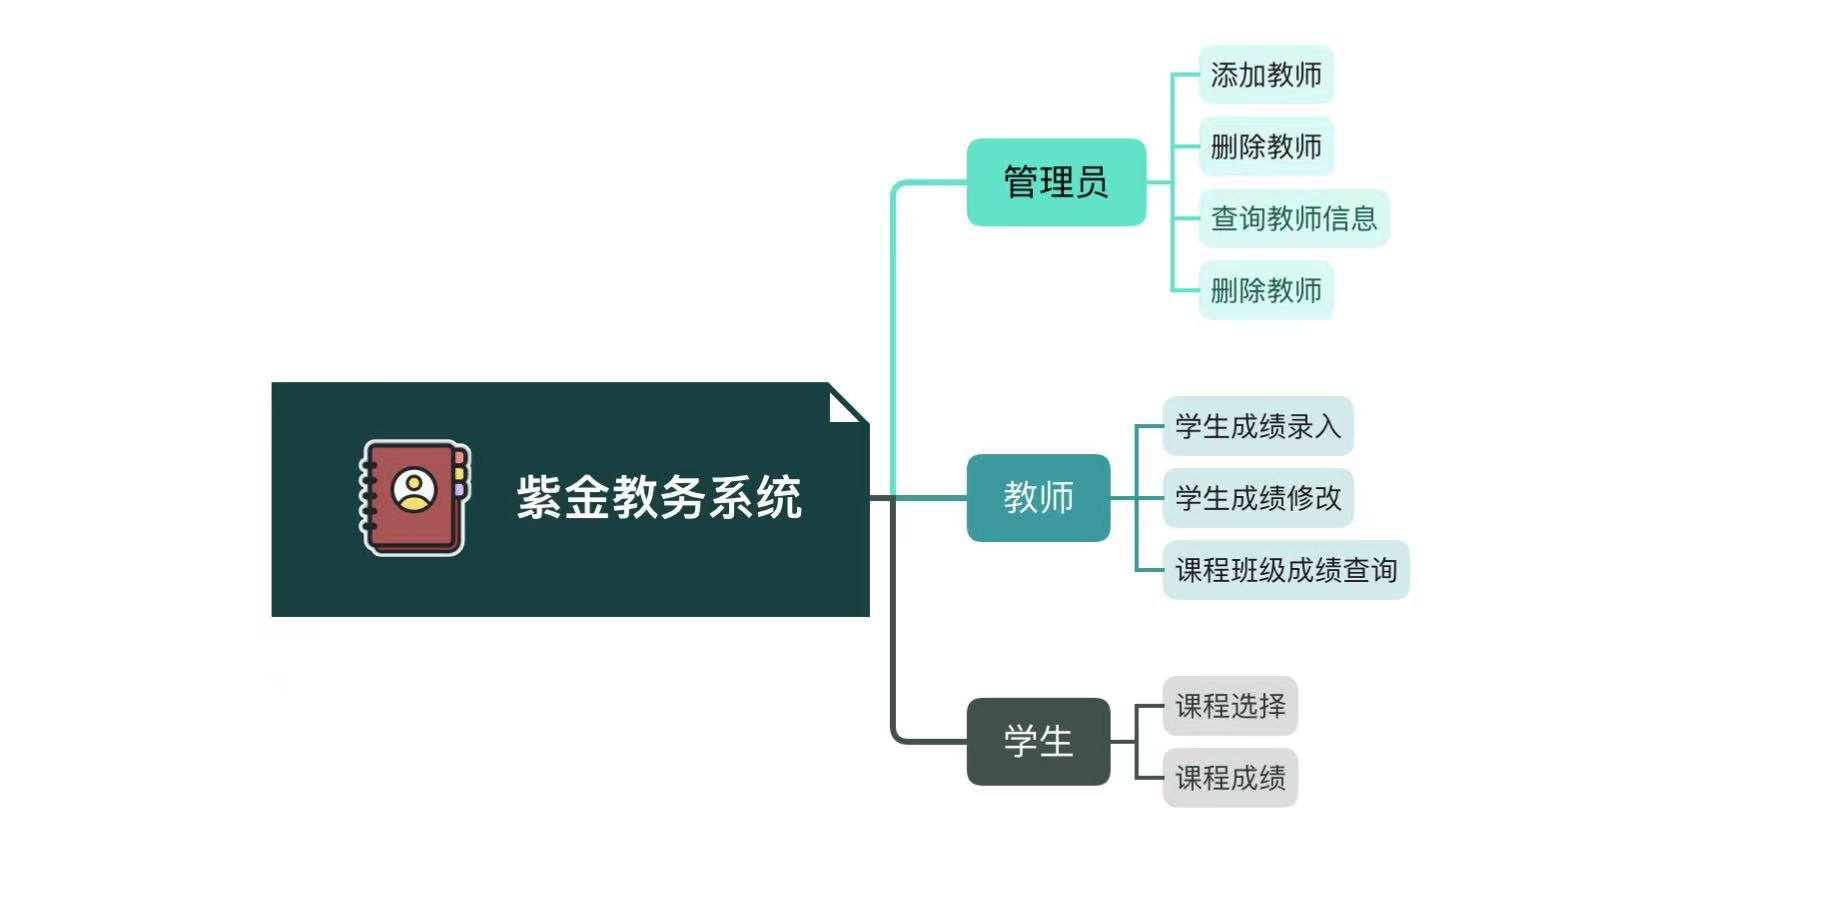 紫金教务系统
管理员
添加教师
删除教师
查询教师信息
删除教师
教师
学生成绩录入
学生成绩修改
课程班级成绩查询
学生
课程选择
课程成绩